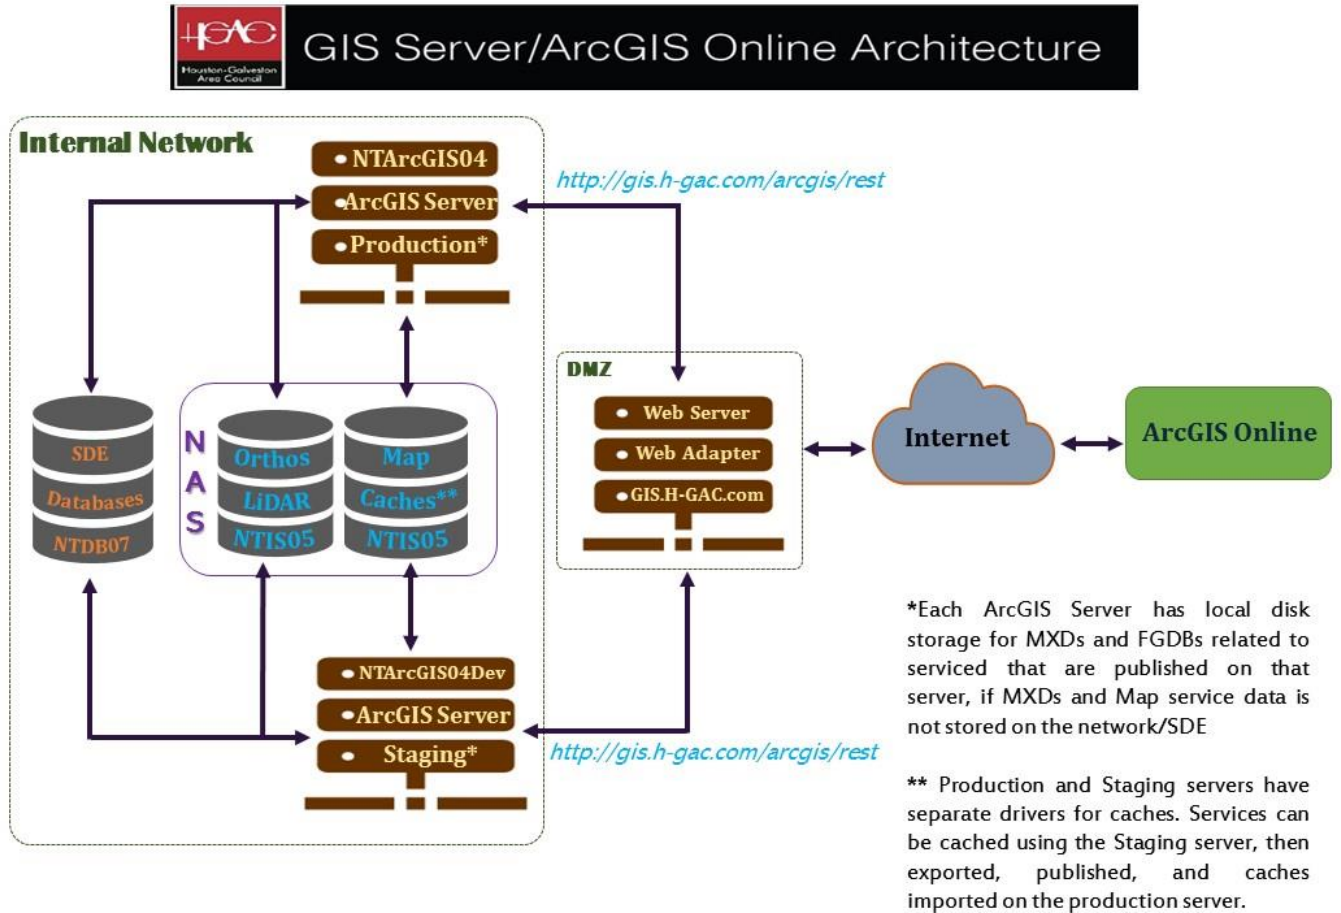 HGAC
Houston-Galveston
Area Council
GIS Server/ArcGIS Online Architecture
Internal Network
NTArcGIS04
ArcGIS Server
Production*
http://gis.h-gac.com/arcgis/rest
DMZ
Web Server
Web Adapter
GIS.H-GAC.com
Internet
ArcGIS Online
SDE
Databases
NTDB07
NAS
Orthos
LiDAR
NTIS05
Map
Caches**
NTIS05
NTArcGIS04Dev
ArcGIS Server
Staging*
http://gis.h-gac.com/arcgis/rest
*Each ArcGIS Server has local disk
storage for MXDs and FGDBs related to
serviced that are published on that
server, if MXDs and Map service data is
not stored on the network/SDE
** Production and Staging servers have
separate drivers for caches. Services can
be cached using the Staging server, then
exported, published, and caches
imported on the production server.